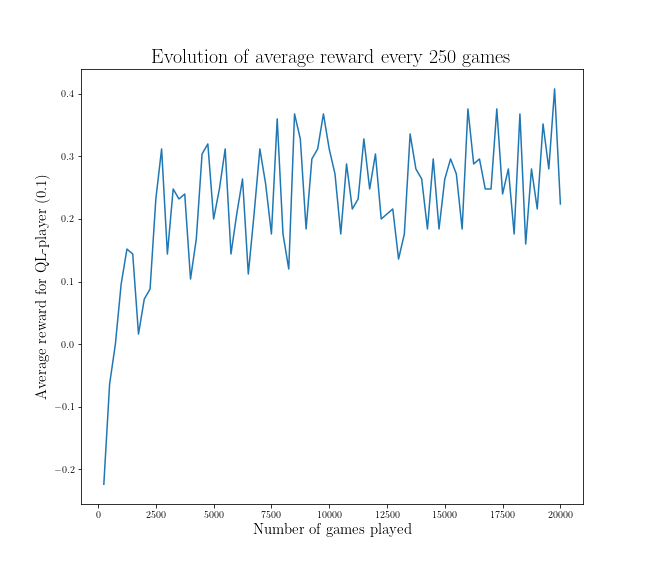 Evolution of average reward every 250 games
Average reward for QL-player (0.1)
0.4
0.3
0.2
0.1
0.0
−0.1
−0.2
0 2500 5000 7500 10000 12500 15000 17500 20000
Number of games played